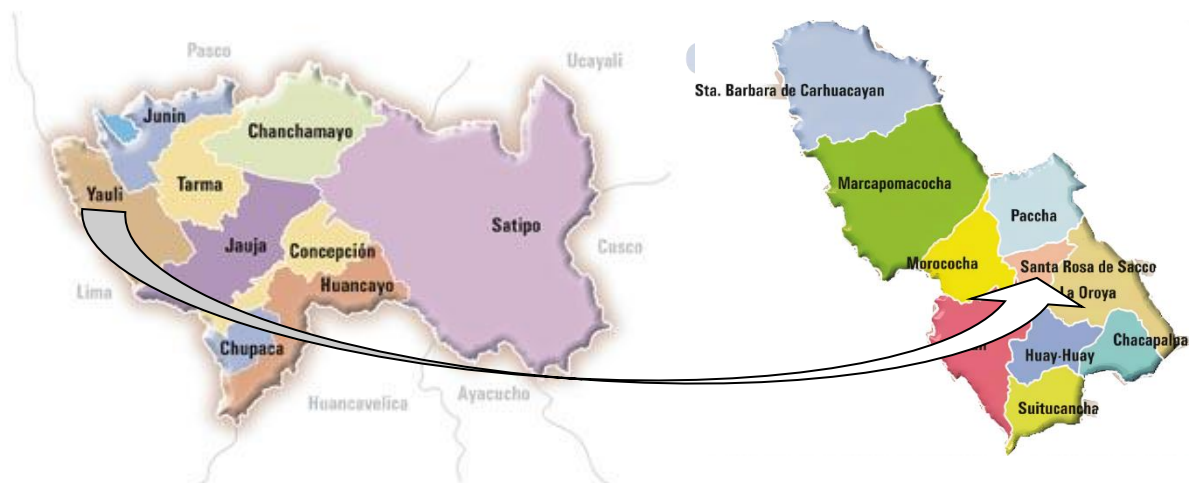 Pasco
Ucayali
Junin
Chanchamayo
Tarma
Yauli
Satipo
Jauja
Concepción
Cusco
Huancayo
Lima
Chupaca
Ayacucho
Huancavelica
Sta. Barbara de Carhuacayan
Marcapomacocha
Paccha
Morococha
Santa Rosa de Sacco
La Oroya
Chacapalpa
Huay-Huay
Suitucancha